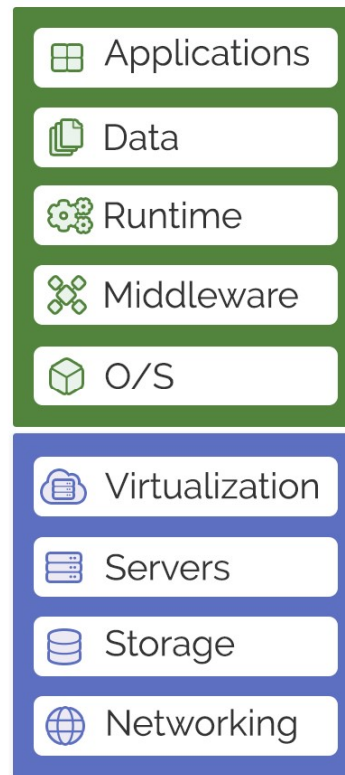 Applications
Data
Runtime
Middleware
O/S
Virtualization
Servers
Storage
Networking